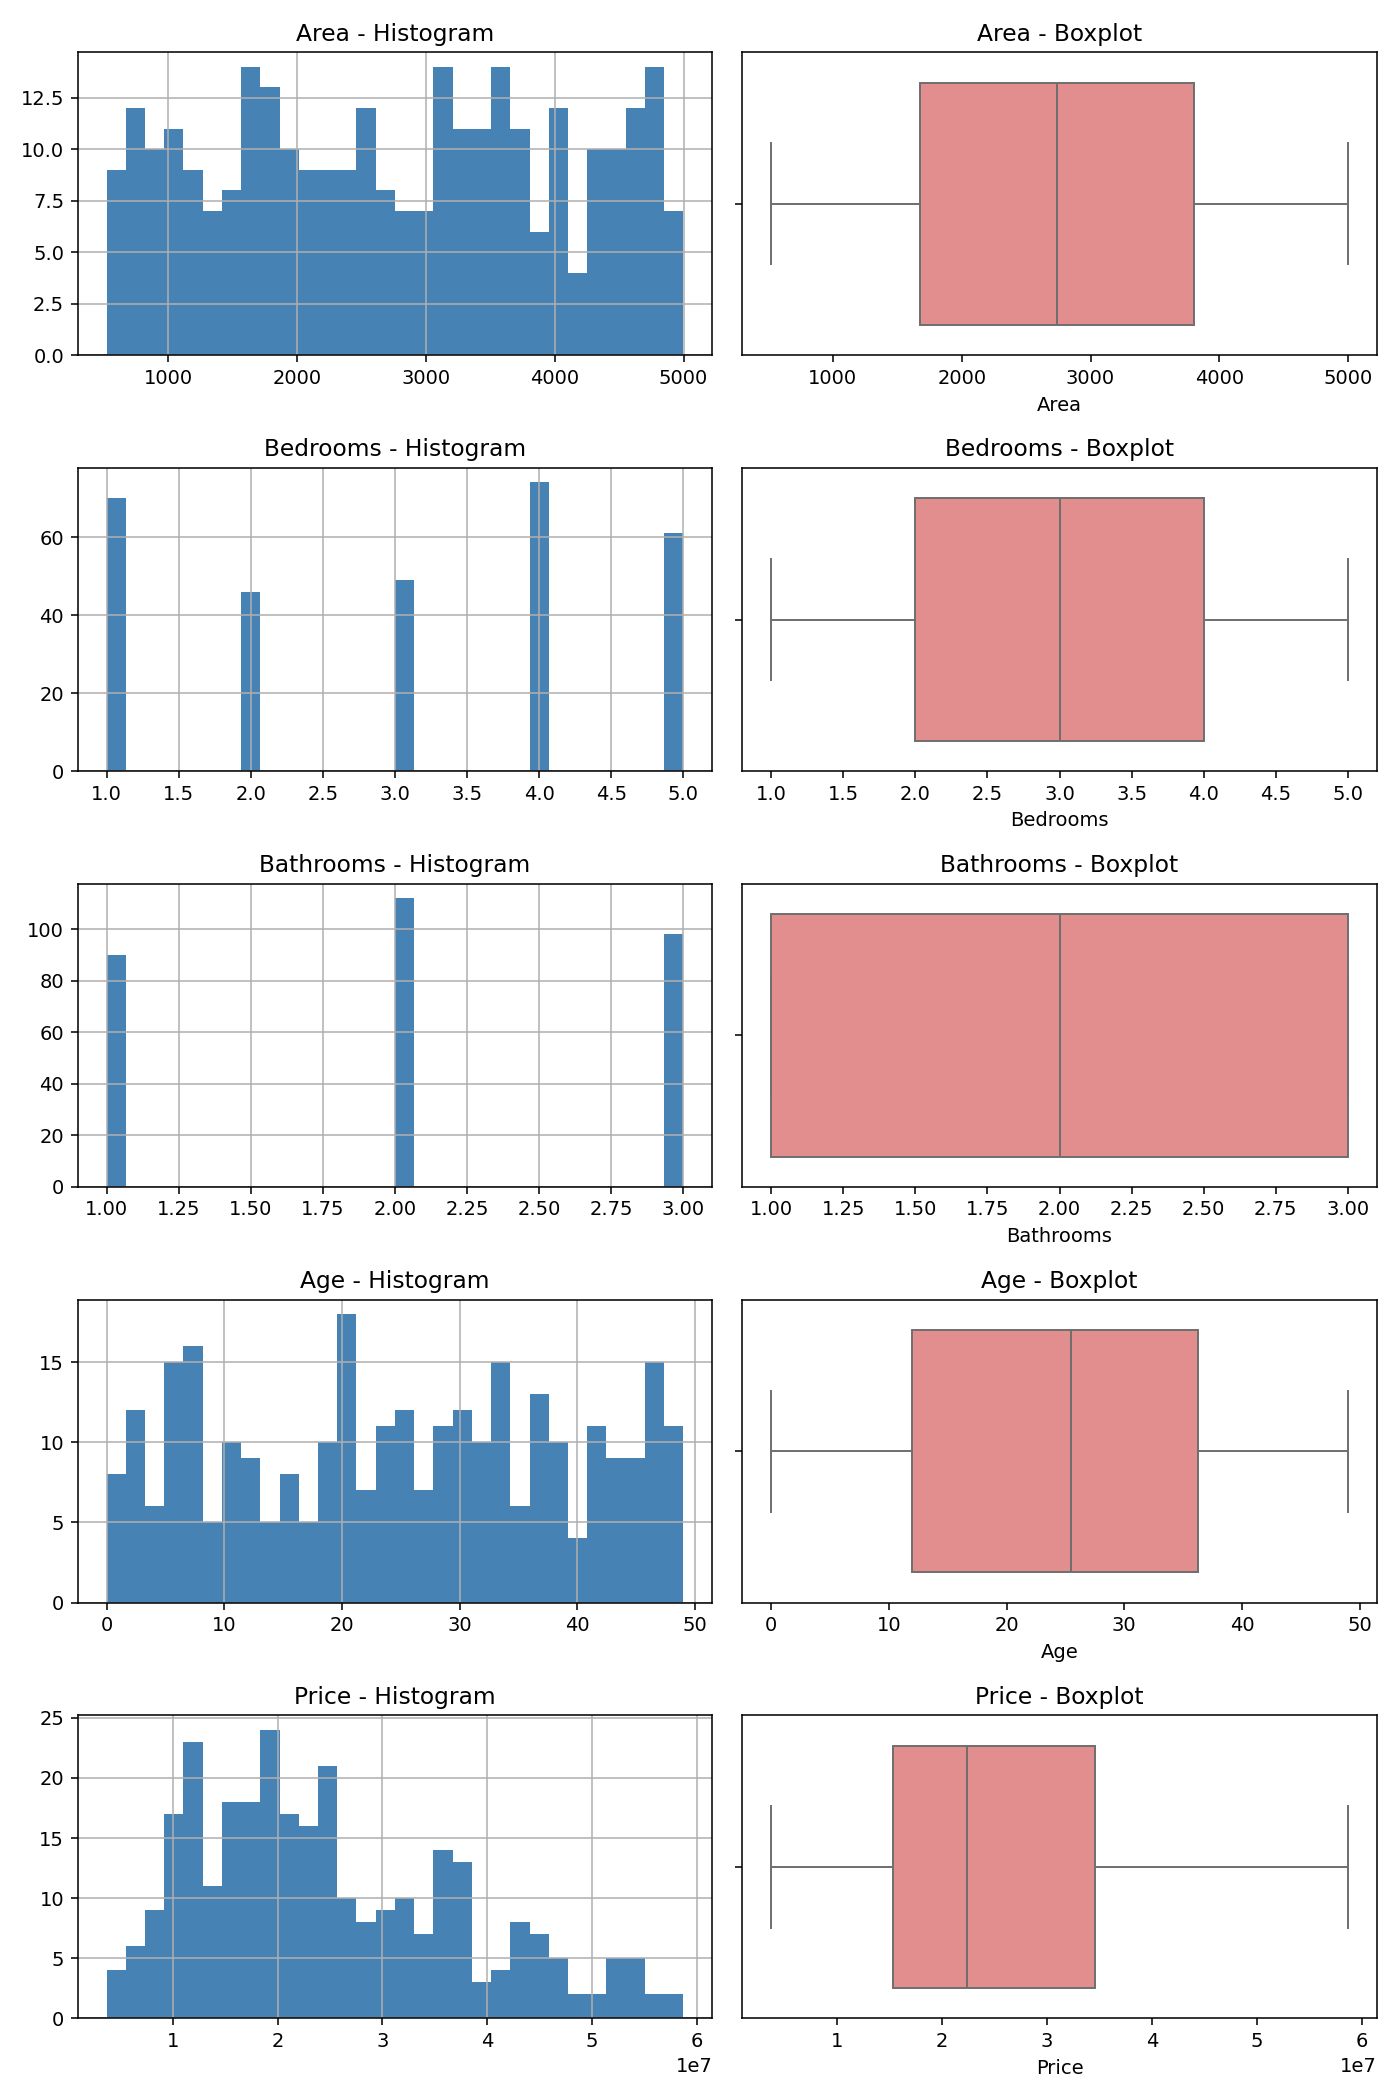 Area - Histogram
Area - Boxplot
12.5
10.0
7.5
5.0
2.5
0.0
1000 2000 3000 4000 5000
1000 2000 3000 4000 5000
Area
Bedrooms - Histogram
Bedrooms - Boxplot
60
40
20
0
1.0 1.5 2.0 2.5 3.0 3.5 4.0 4.5 5.0
1.0 1.5 2.0 2.5 3.0 3.5 4.0 4.5 5.0
Bedrooms
Bathrooms - Histogram
Bathrooms - Boxplot
100
80
60
40
20
0
1.00 1.25 1.50 1.75 2.00 2.25 2.50 2.75 3.00
1.00 1.25 1.50 1.75 2.00 2.25 2.50 2.75 3.00
Bathrooms
Age - Histogram
Age - Boxplot
15
10
5
0
0 10 20 30 40 50
0 10 20 30 40 50
Age
Price - Histogram
Price - Boxplot
25
20
15
10
5
0
1 2 3 4 5 6
1e7
1 2 3 4 5 6
1e7
Price